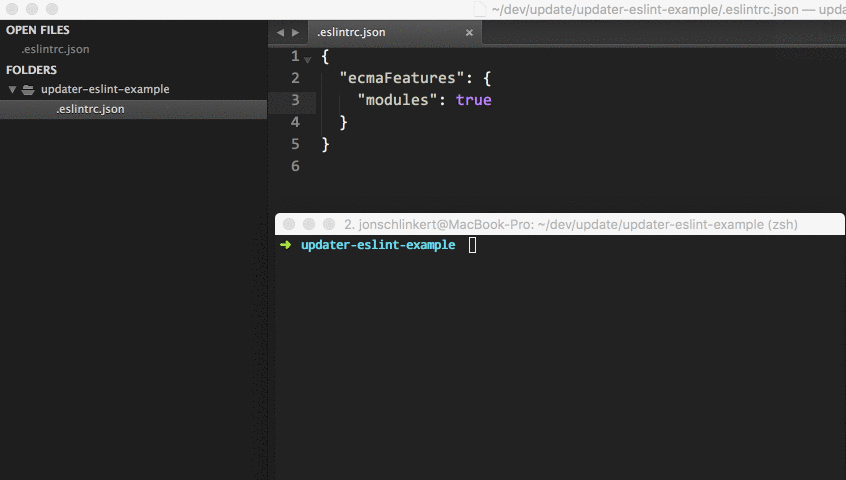 ~/dev/update/updater-eslint-example/.eslintrc.json — upda
OPEN FILES
.eslintrc.json
FOLDERS
updater-eslint-example
.eslintrc.json
.eslintrc.json ×
1 {
2 "ecmaFeatures": {
3 "modules": true
4 }
5 }
6
2. jonschlinkert@MacBook-Pro: ~/dev/update/updater-eslint-example (zsh)
➜ updater-eslint-example